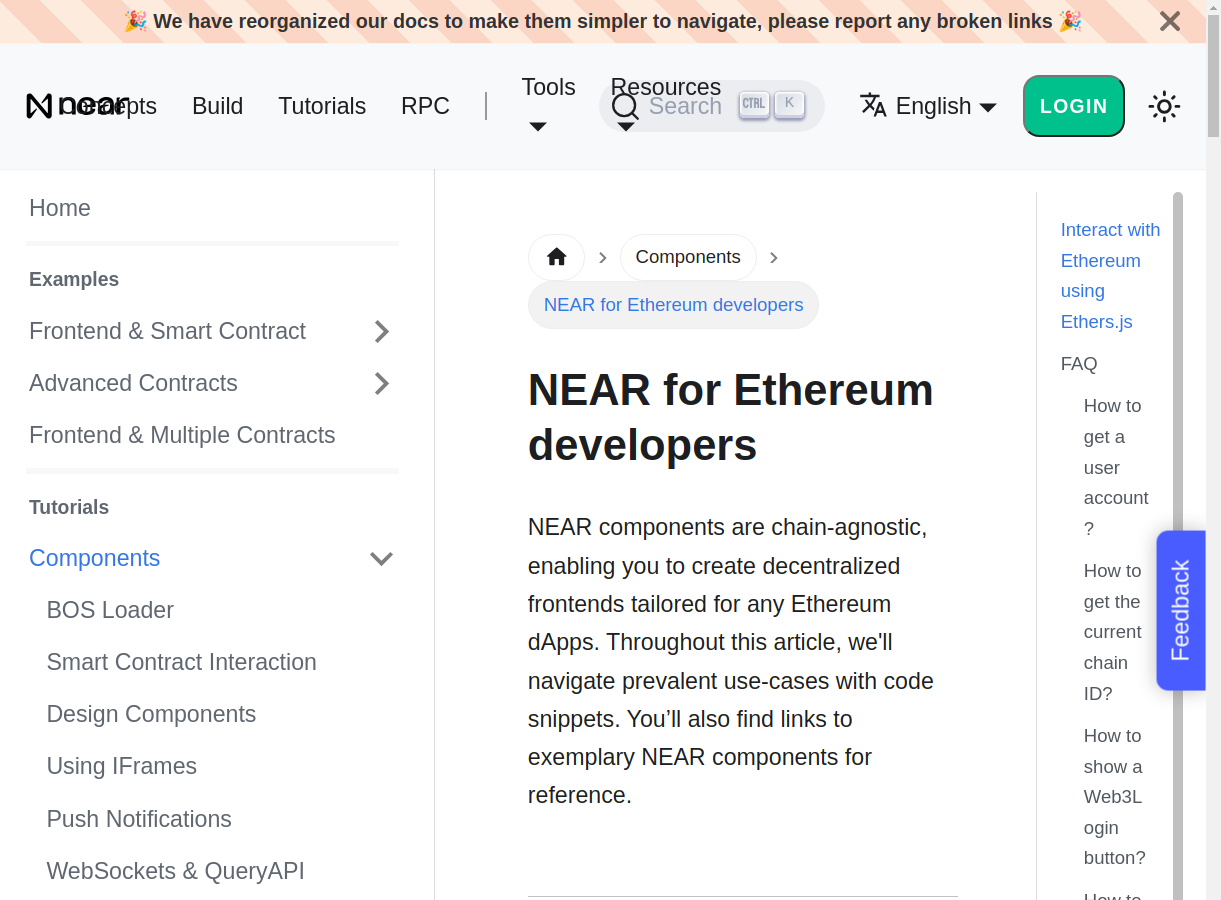 🎉 We have reorganized our docs to make them simpler to navigate, please report any broken links 🎉
near
Concepts
Build
Tutorials
RPC
Tools
Resources
Search
CTRL
K
English
LOGIN
Home
Examples
Frontend & Smart Contract
Advanced Contracts
Frontend & Multiple Contracts
Tutorials
Components
BOS Loader
Smart Contract Interaction
Design Components
Using IFrames
Push Notifications
WebSockets & QueryAPI
Components
NEAR for Ethereum developers
NEAR for Ethereum
developers
NEAR components are chain-agnostic,
enabling you to create decentralized
frontends tailored for any Ethereum
dApps. Throughout this article, we'll
navigate prevalent use-cases with code
snippets. You’ll also find links to
exemplary NEAR components for
reference.
Interact with
Ethereum
using
Ethers.js
FAQ
How to
get a
user
account
?
How to
get the
current
chain
ID?
How to
show a
Web3L
ogin
button?
How to
Feedback